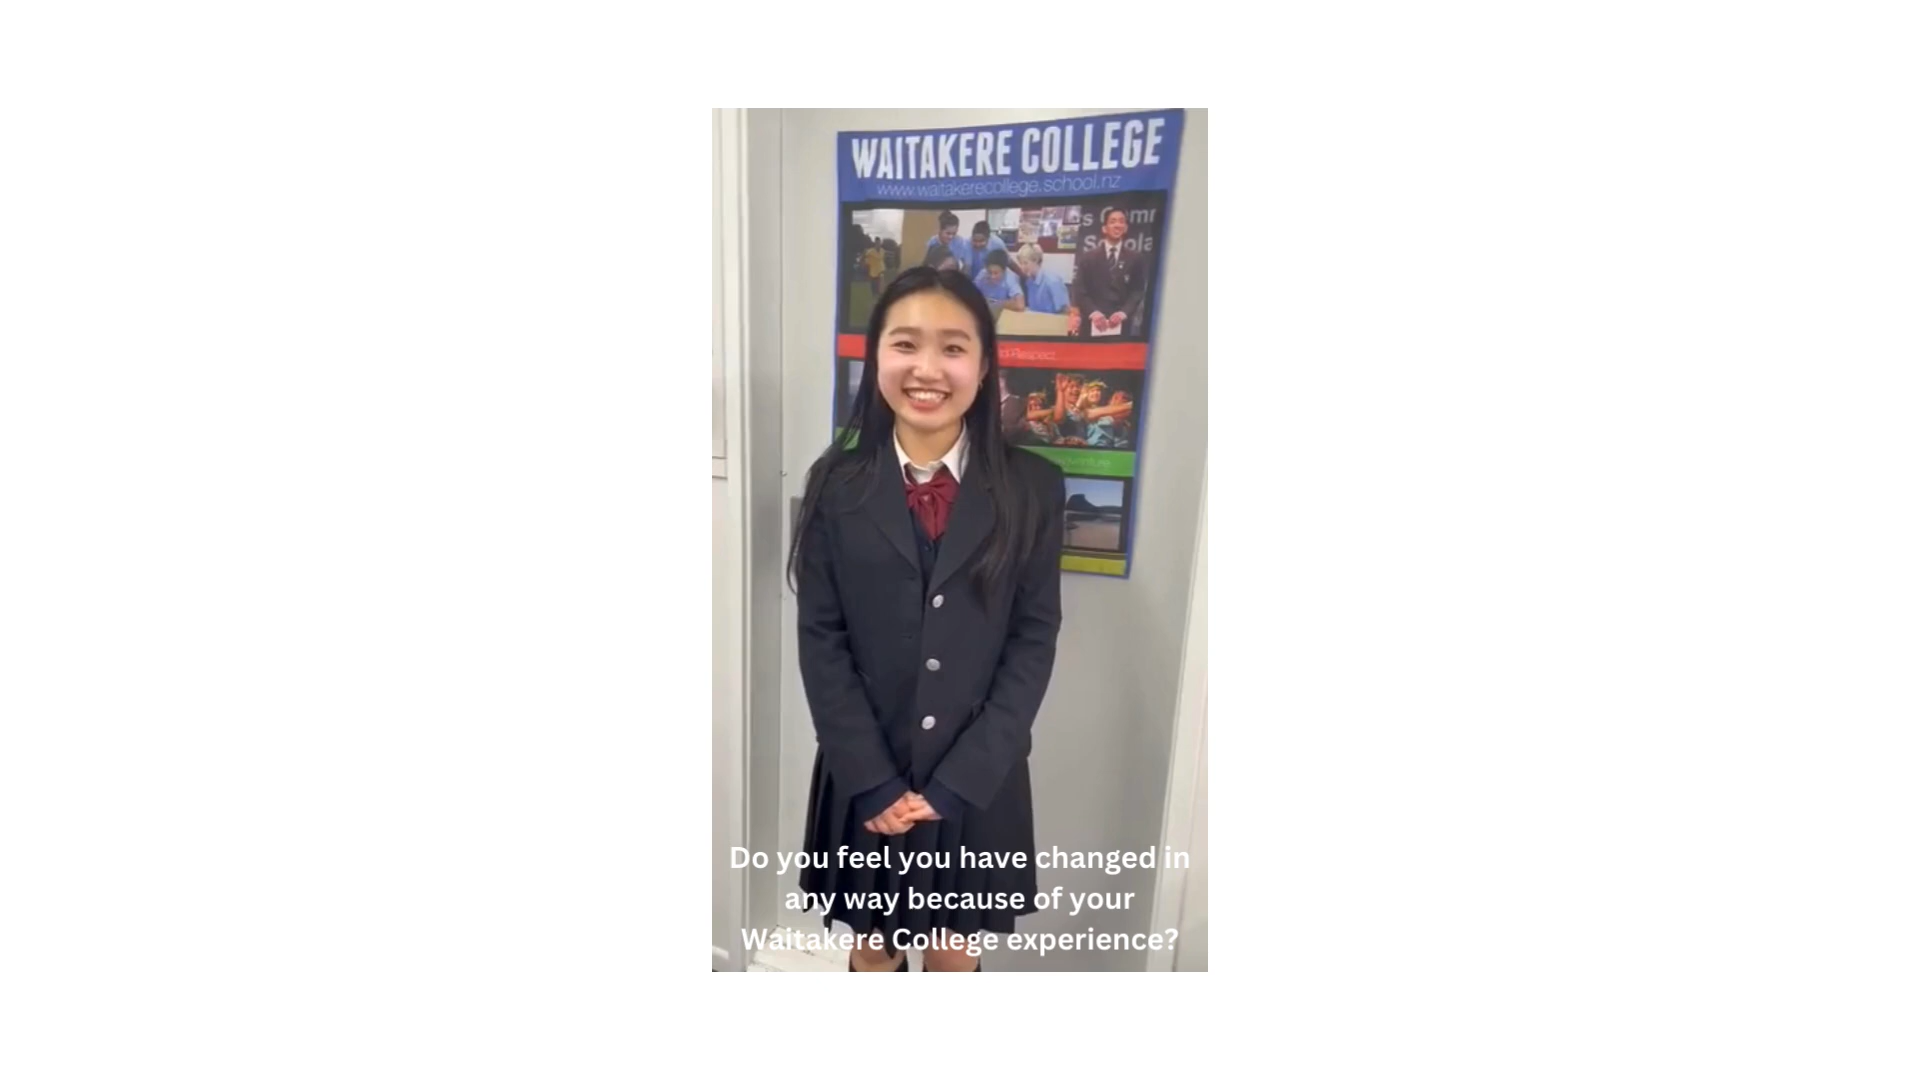 WAITAKERE COLLEGE
www.waitakerecollege.school.nz
Respect
Do you feel you have changed in
any way because of your
Waitakere College experience?